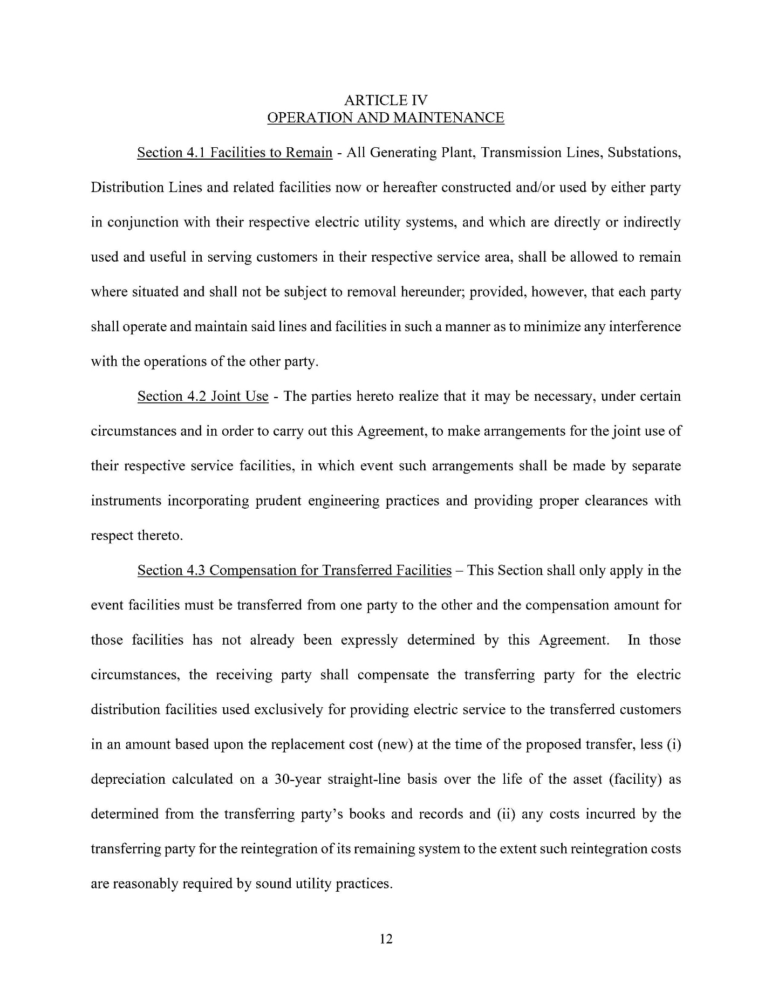 ARTICLE IV
OPERATION AND MAINTENANCE
Section 4.1 Facilities to Remain - All Generating Plant, Transmission Lines, Substations,
Distribution Lines and related facilities now or hereafter constructed and/or used by either party
in conjunction with their respective electric utility systems, and which are directly or indirectly
used and useful in serving customers in their respective service area, shall be allowed to remain
where situated and shall not be subject to removal hereunder; provided, however, that each party
shall operate and maintain said lines and facilities in such a manner as to minimize any interference
with the operations of the other party.
Section 4.2 Joint Use - The parties hereto realize that it may be necessary, under certain
circumstances and in order to carry out this Agreement, to make arrangements for the joint use of
their respective service facilities, in which event such arrangements shall be made by separate
instruments incorporating prudent engineering practices and providing proper clearances with
respect thereto.
Section 4.3 Compensation for Transferred Facilities – This Section shall only apply in the
event facilities must be transferred from one party to the other and the compensation amount for
those facilities has not already been expressly determined by this Agreement. In those
circumstances, the receiving party shall compensate the transferring party for the electric
distribution facilities used exclusively for providing electric service to the transferred customers
in an amount based upon the replacement cost (new) at the time of the proposed transfer, less (i)
depreciation calculated on a 30-year straight-line basis over the life of the asset (facility) as
determined from the transferring party’s books and records and (ii) any costs incurred by the
transferring party for the reintegration of its remaining system to the extent such reintegration costs
are reasonably required by sound utility practices.
12